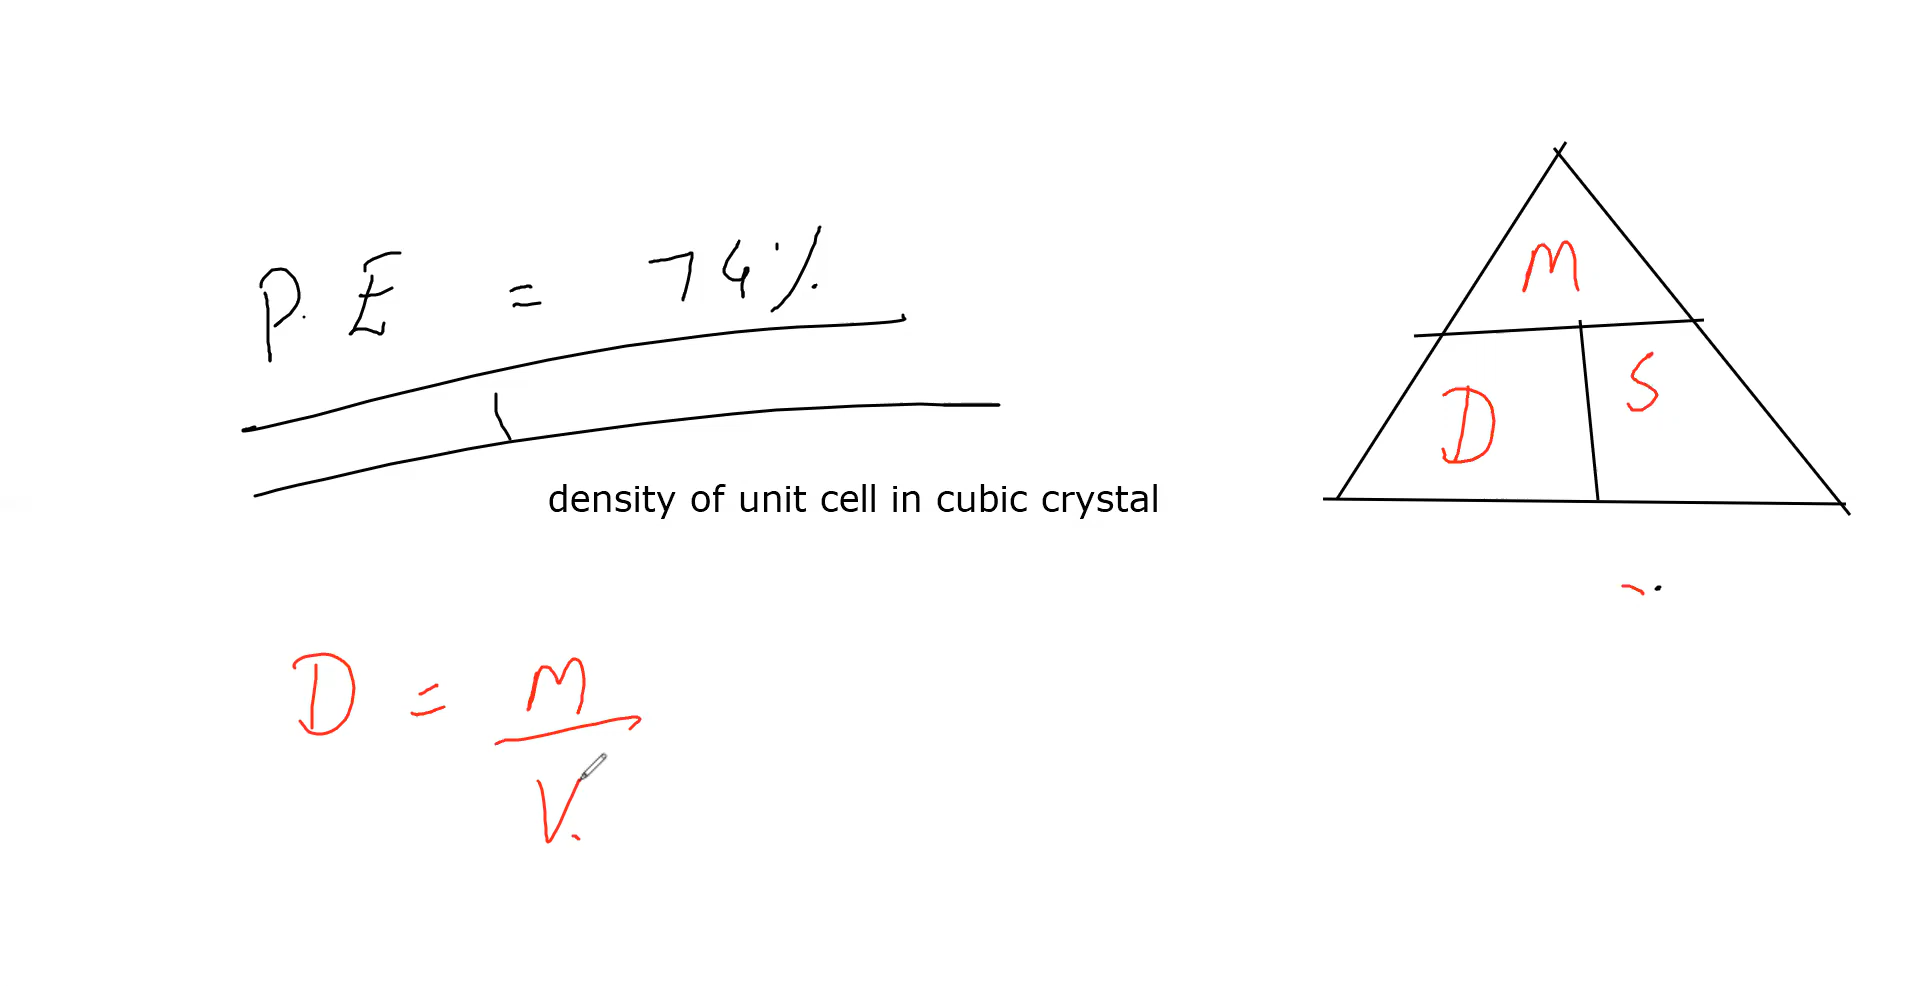 P.E = 74%
M
D S
density of unit cell in cubic crystal
D = M
V.